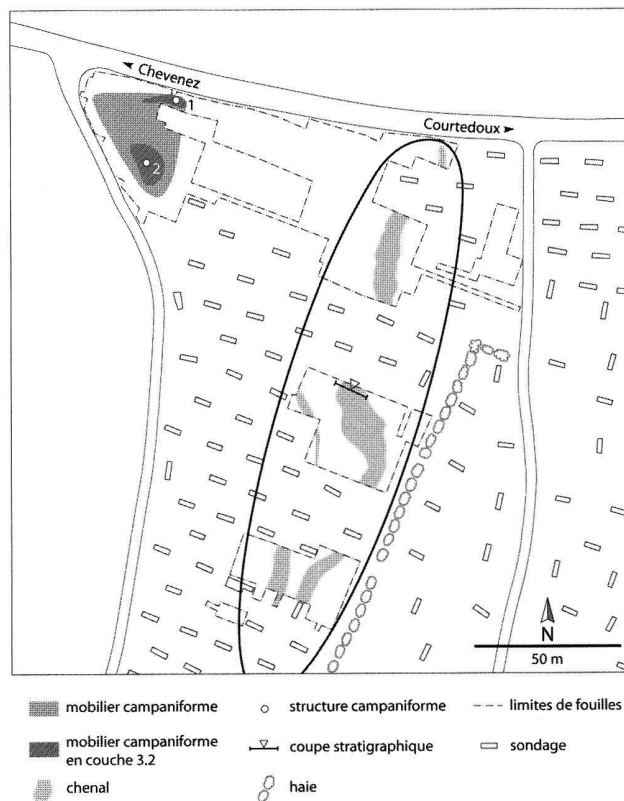 Chevenez
1
Courtedoux
2
N
50 m
mobilier campaniforme
structure campaniforme
limites de fouilles
mobilier campaniforme
en couche 3.2
coupe stratigraphique
sondage
chenal
haie